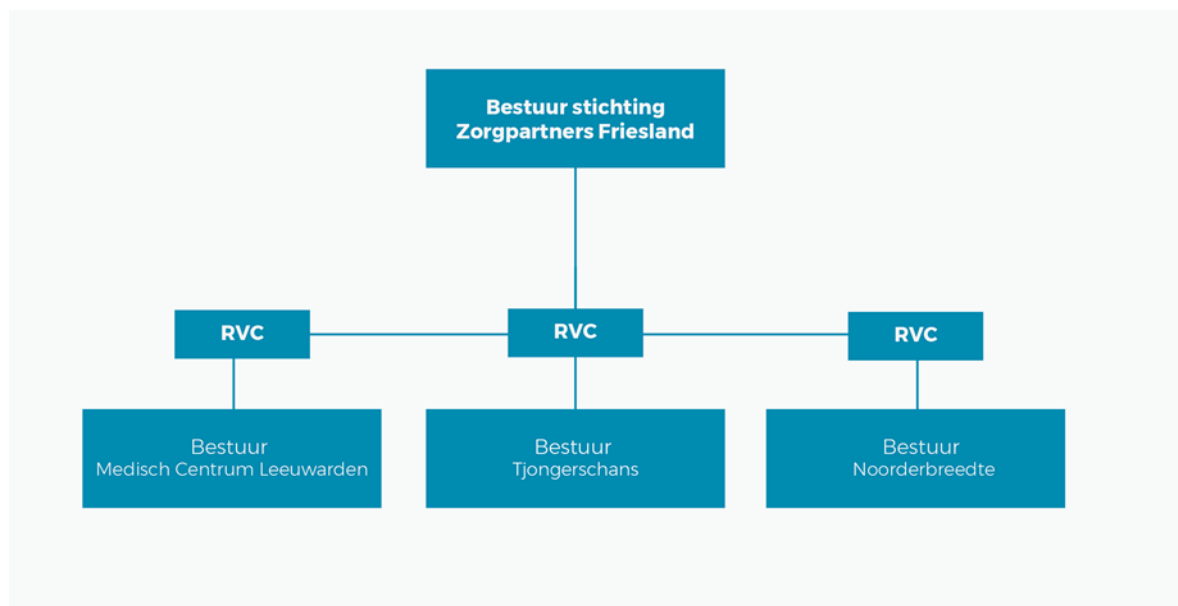 Bestuur stichting
Zorgpartners Friesland
RVC
RVC
RVC
Bestuur
Medisch Centrum Leeuwarden
Bestuur
Tjongerschans
Bestuur
Noorderbreedte